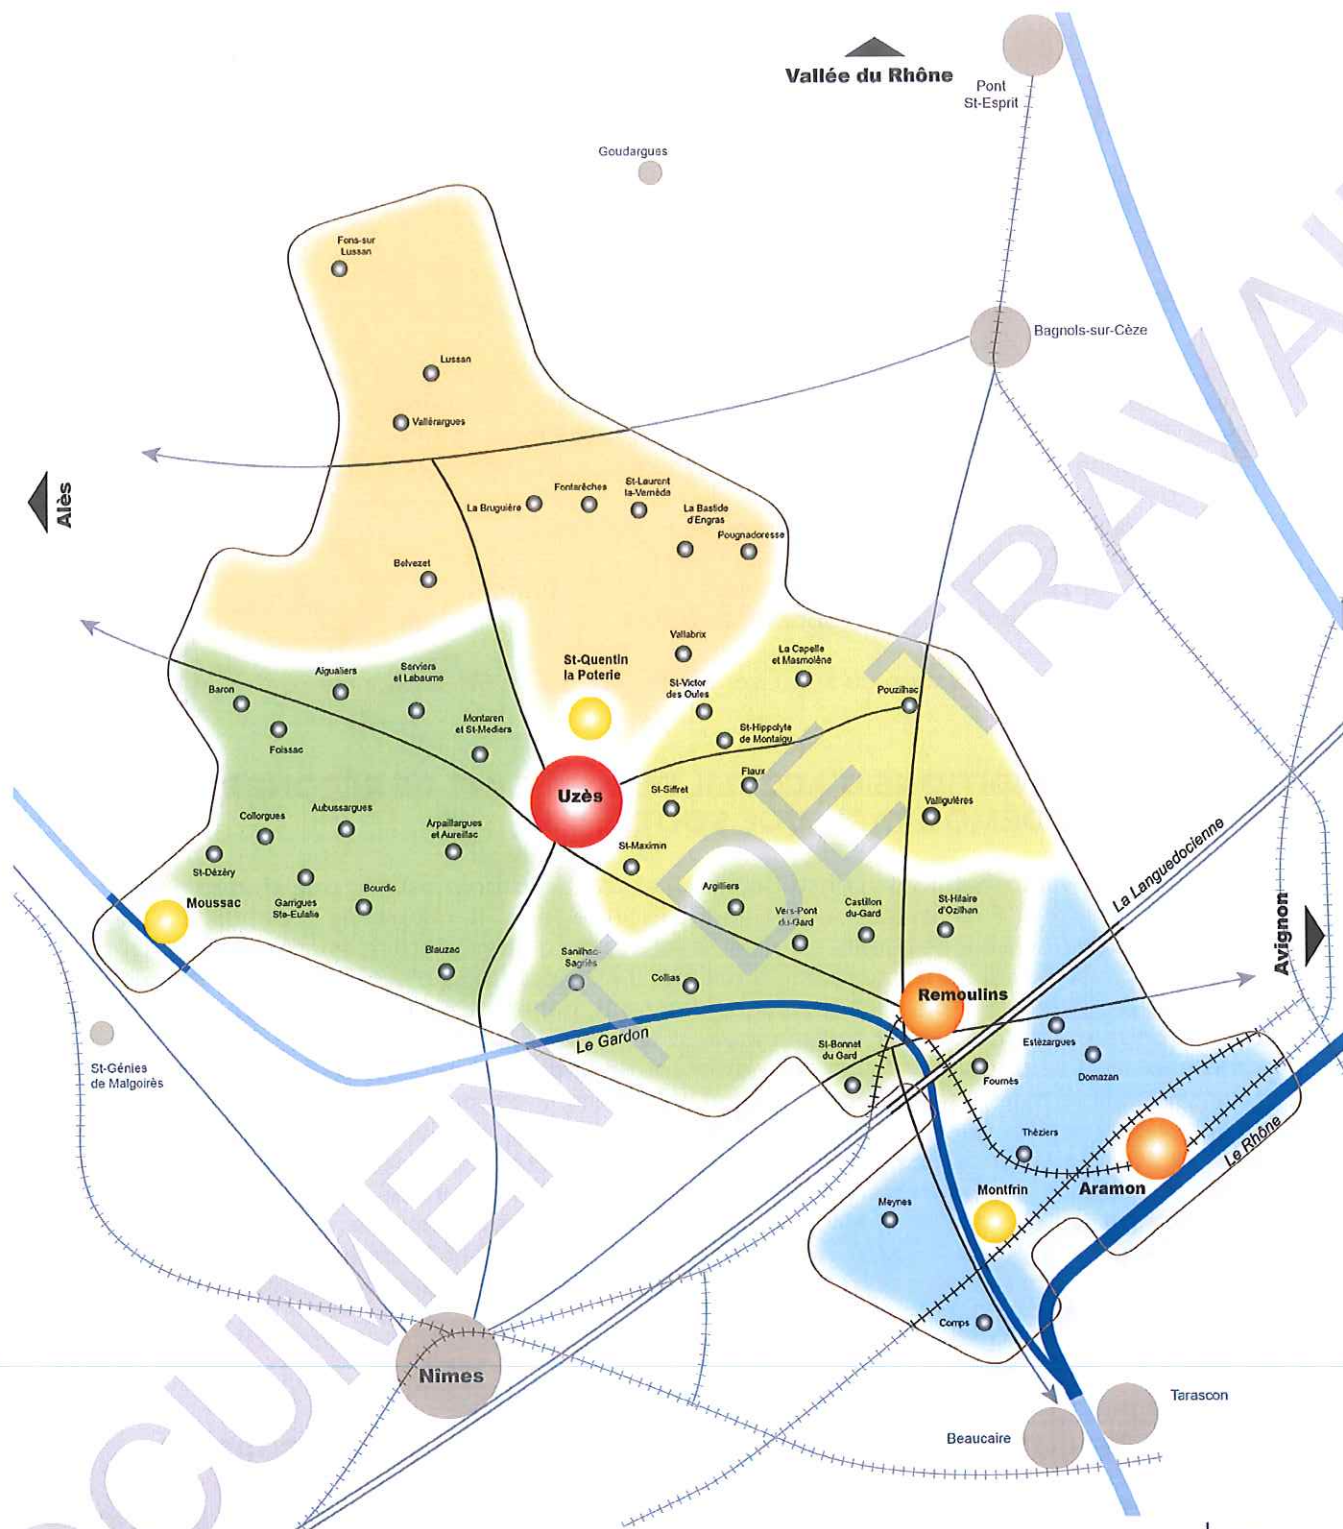 Vallée du Rhône
Pont
St-Esprit
Goudargues
Fons-sur
Lussan
Bagnols-sur-Cèze
Lussan
Vallérargues
Alès
La Bruguière
Fontarèches
St-Laurent
la-Vernède
La Bastide
d'Engras
Pougnadoresse
Belvezet
Vallabrix
St-Quentin
la Poterie
La Capelle
et Masmolène
Aigualiers
Serviers
et Labaume
Baron
St-Victor
des Oules
Pouzilhac
Montaren
et St-Mediers
Foissac
St-Hippolyte
de Montaigu
Flaux
Uzès
St-Siffret
Valliguières
Collorgues
Aubussargues
Arpaillargues
et Aureillac
St-Maximin
La Languedocienne
St-Dézéry
Moussac
Garrigues
Ste-Eulalie
Bourdic
Argilliers
Vers-Pont
du-Gard
Castillon
du-Gard
St-Hilaire
d'Ozilhan
Avignon
Blauzac
Sanilhac-
Sagriès
Collias
Remoulins
Le Gardon
St-Bonnet
du Gard
Estézargues
St-Génies
de Malgoirès
Fournès
Domazan
Théziers
Le Rhône
Montfrin
Aramon
Meynes
Comps
Nîmes
Tarascon
Beaucaire
DOCUMENT DE TRAVAIL